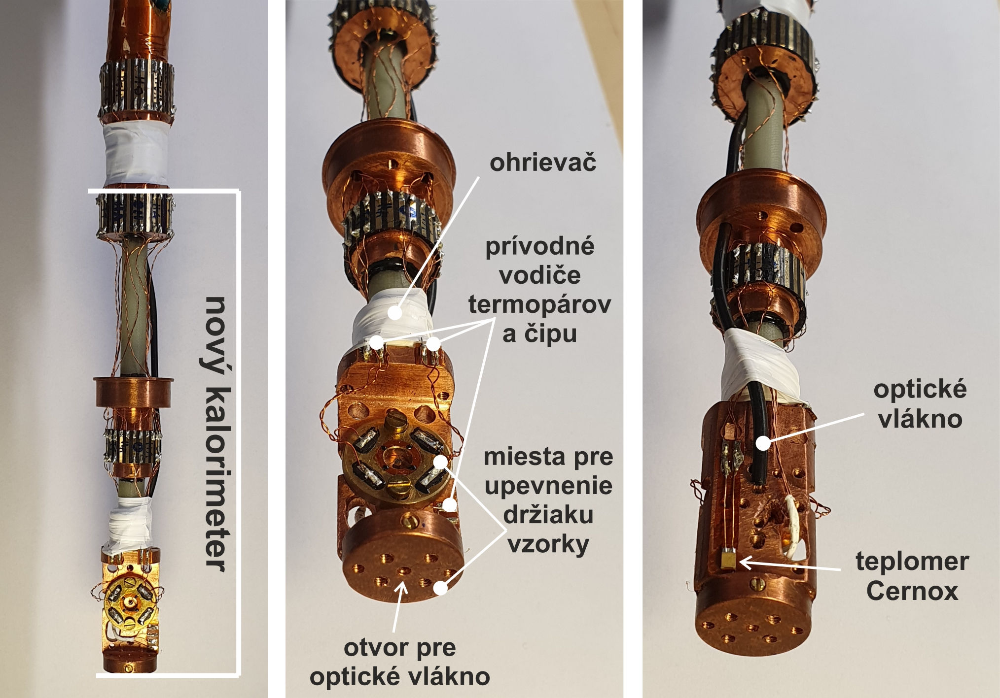 nový kalorimeter
ohrievač
prívodné
vodiče
termopárov
a čipu
miesta pre
upevnenie
držiaku
vzorky
otvor pre
optické vlákno
optické
vlákno
teplomer
Cernox